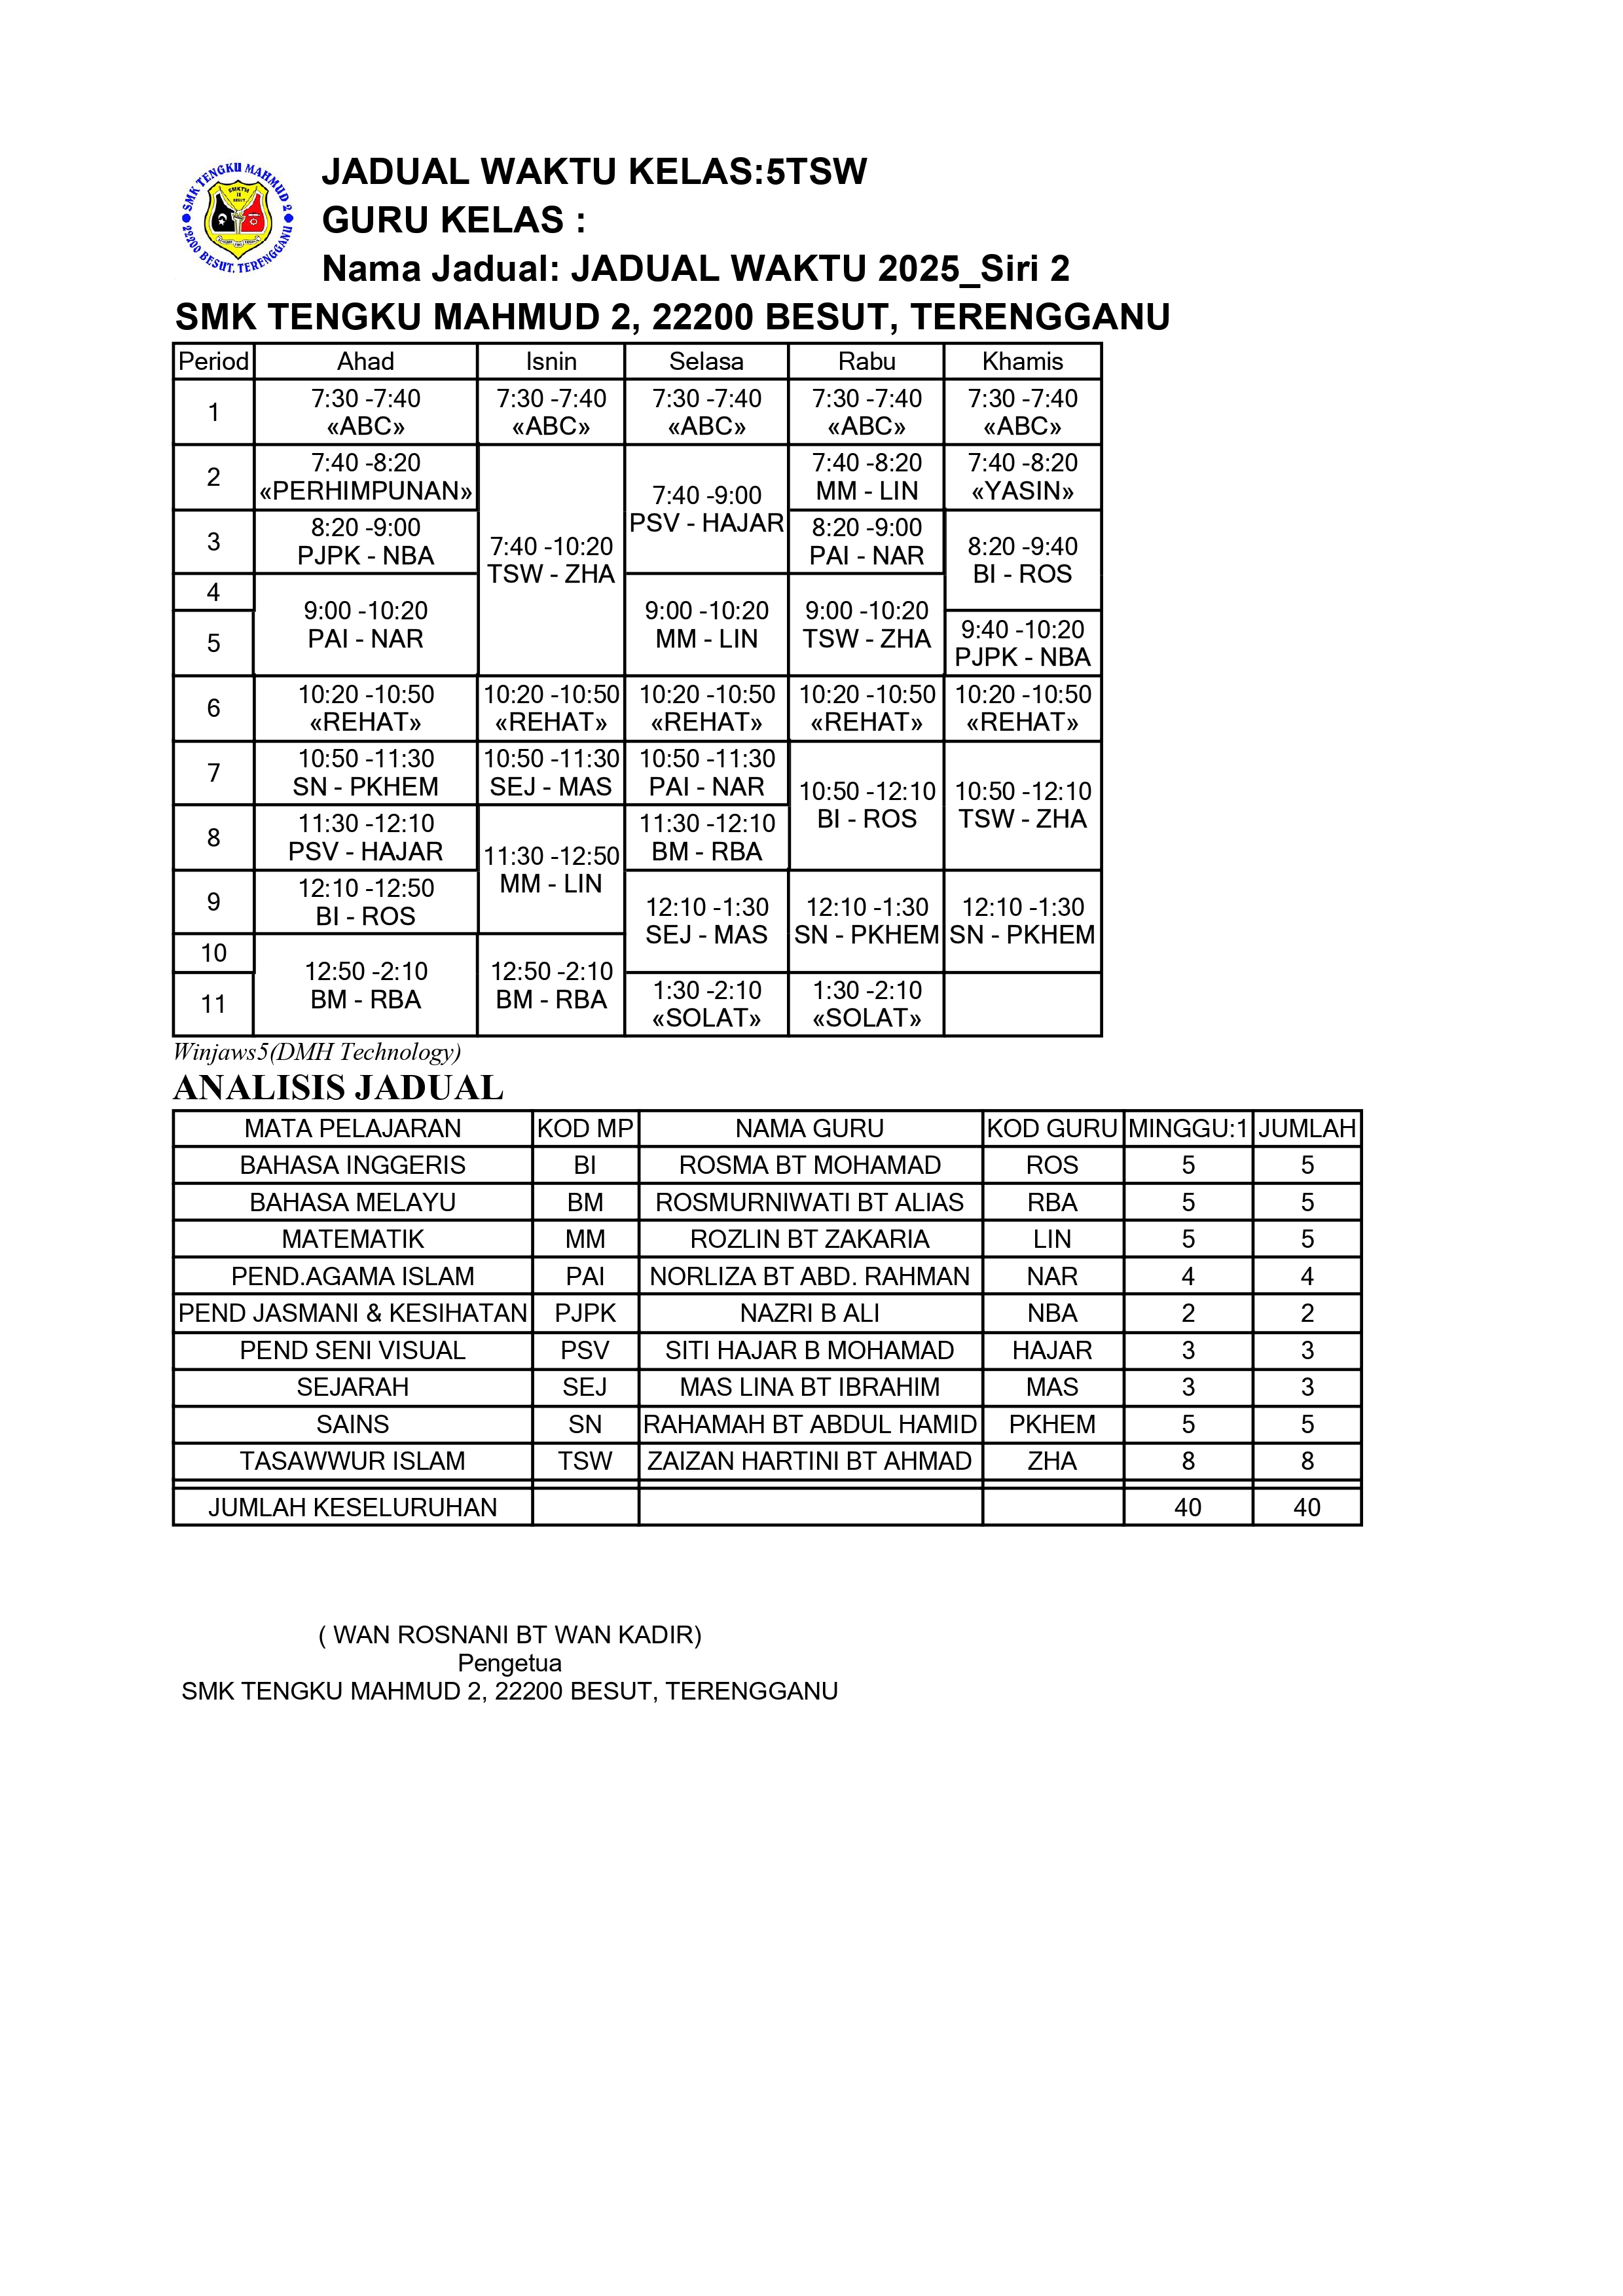 SMK TENGKU MAHMUD 2
22200 BESUT, TERENGGANU
JADUAL WAKTU KELAS:5TSW
GURU KELAS :
Nama Jadual: JADUAL WAKTU 2025_Siri 2
SMK TENGKU MAHMUD 2, 22200 BESUT, TERENGGANU
Period Ahad Isnin Selasa Rabu Khamis
1 7:30 -7:40 «ABC» 7:30 -7:40 «ABC» 7:30 -7:40 «ABC» 7:30 -7:40 «ABC» 7:30 -7:40 «ABC»
2 7:40 -8:20 «PERHIMPUNAN» 7:40 -10:20 TSW - ZHA 7:40 -9:00 PSV - HAJAR 7:40 -8:20 MM - LIN 7:40 -8:20 «YASIN»
3 8:20 -9:00 PJPK - NBA 8:20 -9:00 PAI - NAR 8:20 -9:40 BI - ROS
4 9:00 -10:20 PAI - NAR 9:00 -10:20 MM - LIN 9:00 -10:20 TSW - ZHA
5 9:40 -10:20 PJPK - NBA
6 10:20 -10:50 «REHAT» 10:20 -10:50 «REHAT» 10:20 -10:50 «REHAT» 10:20 -10:50 «REHAT» 10:20 -10:50 «REHAT»
7 10:50 -11:30 SN - PKHEM 10:50 -11:30 SEJ - MAS 10:50 -11:30 PAI - NAR 10:50 -12:10 BI - ROS 10:50 -12:10 TSW - ZHA
8 11:30 -12:10 PSV - HAJAR 11:30 -12:50 MM - LIN 11:30 -12:10 BM - RBA
9 12:10 -12:50 BI - ROS 12:10 -1:30 SEJ - MAS 12:10 -1:30 SN - PKHEM 12:10 -1:30 SN - PKHEM
10 12:50 -2:10 BM - RBA 12:50 -2:10 BM - RBA
11 1:30 -2:10 «SOLAT» 1:30 -2:10 «SOLAT»
Winjaws5(DMH Technology)
ANALISIS JADUAL
MATA PELAJARAN KOD MP NAMA GURU KOD GURU MINGGU:1 JUMLAH
BAHASA INGGERIS BI ROSMA BT MOHAMAD ROS 5 5
BAHASA MELAYU BM ROSMURNIWATI BT ALIAS RBA 5 5
MATEMATIK MM ROZLIN BT ZAKARIA LIN 5 5
PEND.AGAMA ISLAM PAI NORLIZA BT ABD. RAHMAN NAR 4 4
PEND JASMANI & KESIHATAN PJPK NAZRI B ALI NBA 2 2
PEND SENI VISUAL PSV SITI HAJAR B MOHAMAD HAJAR 3 3
SEJARAH SEJ MAS LINA BT IBRAHIM MAS 3 3
SAINS SN RAHAMAH BT ABDUL HAMID PKHEM 5 5
TASAWWUR ISLAM TSW ZAIZAN HARTINI BT AHMAD ZHA 8 8
JUMLAH KESELURUHAN 40 40
( WAN ROSNANI BT WAN KADIR)
Pengetua
SMK TENGKU MAHMUD 2, 22200 BESUT, TERENGGANU